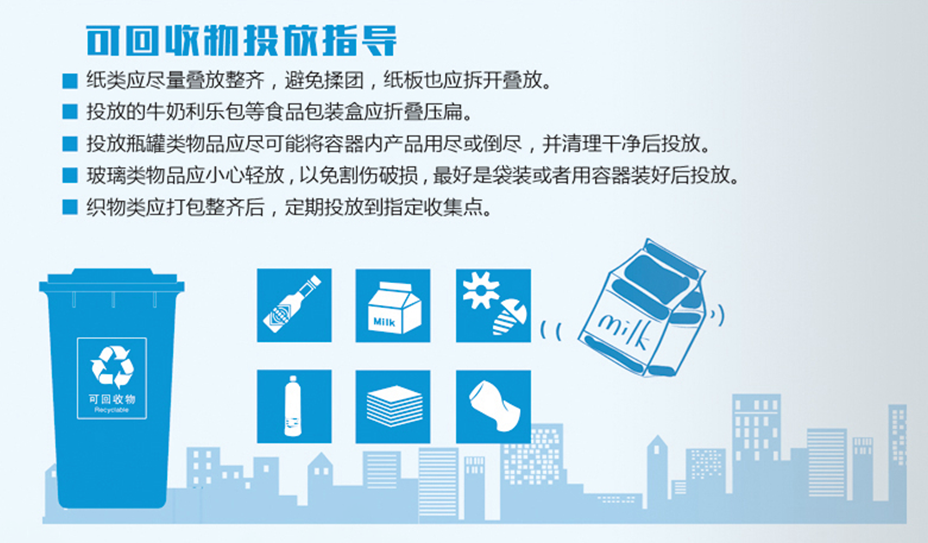 可回收物投放指导
纸类应尽量叠放整齐，避免揉团，纸板也应拆开叠放。
投放的牛奶利乐包等食品包装盒应折叠压扁。
投放瓶罐类物品应尽可能将容器内产品用尽或倒尽，并清理干净后投放。
玻璃类物品应小心轻放，以免割伤破损，最好是袋装或者用容器装好后投放。
织物类应打包整齐后，定期投放到指定收集点。
Milk
milk
可回收物
Recyclable